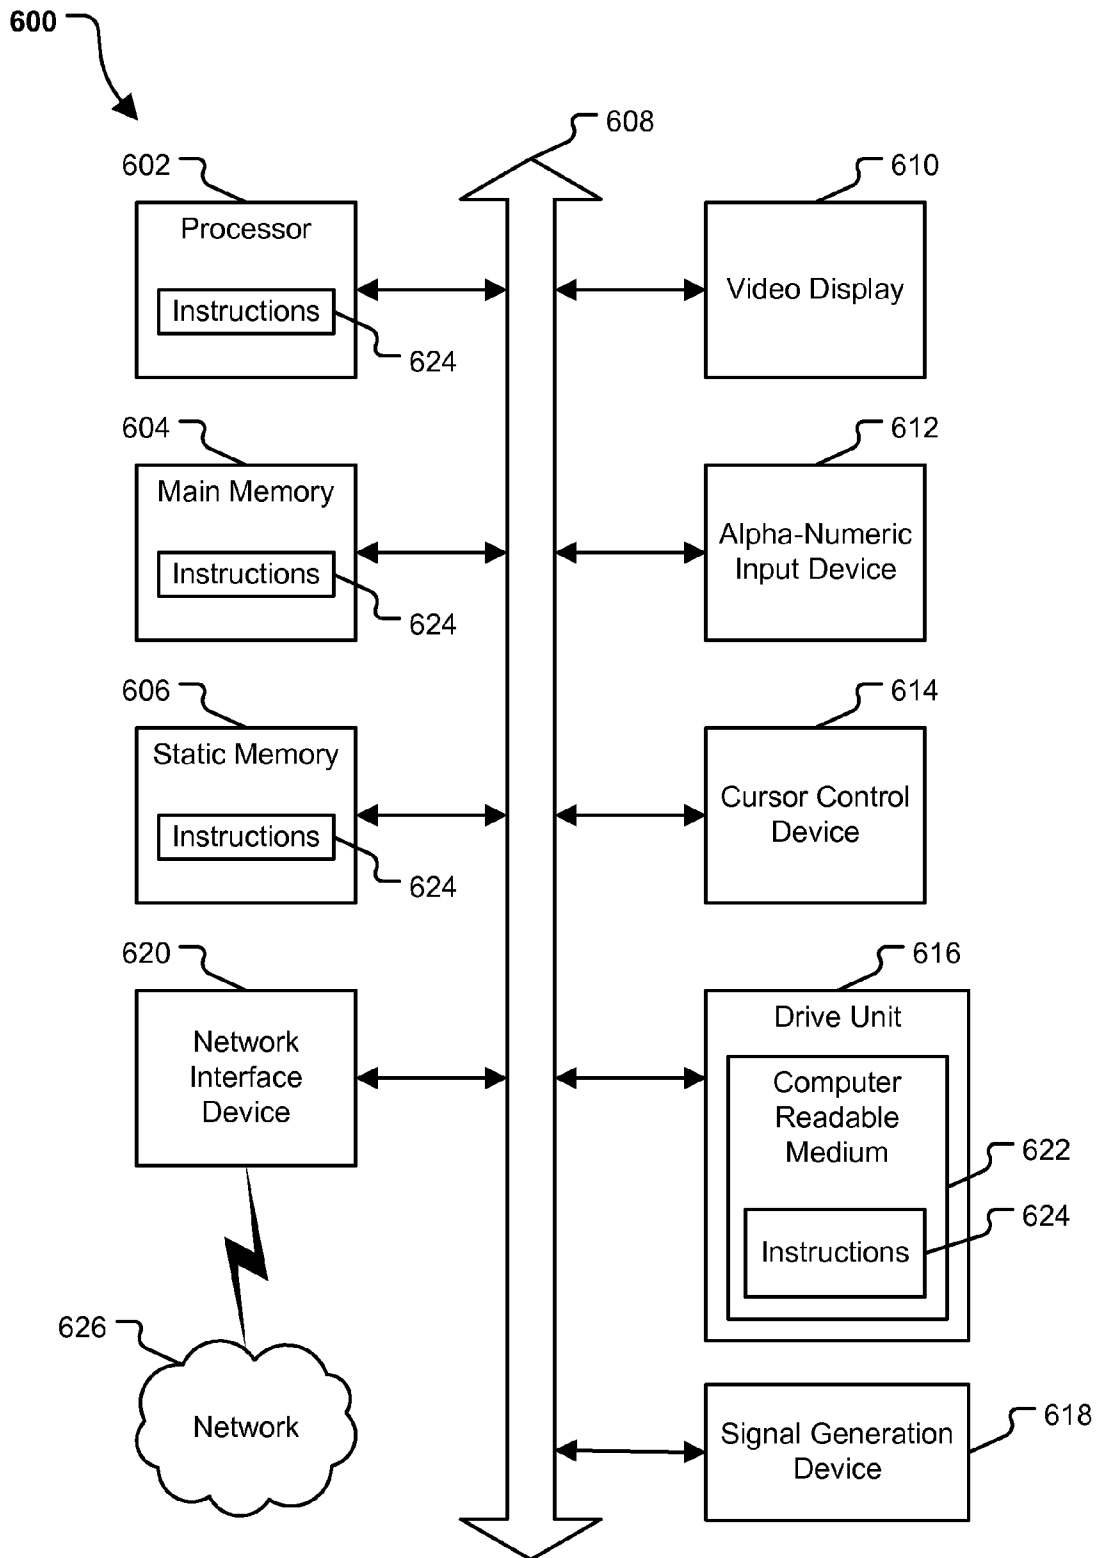 600
608
602
610
Processor
Instructions
624
Video Display
604
612
Main Memory
Instructions
624
Alpha-Numeric
Input Device
606
614
Static Memory
Instructions
624
Cursor Control
Device
620
616
Network
Interface
Device
Drive Unit
Computer
Readable
Medium
622
624
Instructions
626
Network
Signal Generation
Device
618